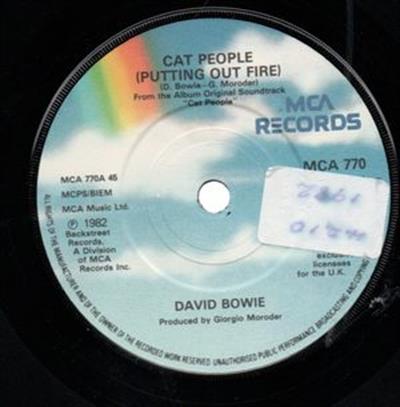 CAT PEOPLE
(PUTTING OUT FIRE)
(D. Bowie - G. Moroder)
From the Album Original Soundtrack
"Cat People"
MCA
RECORDS
MCA 770A 45
MCPS/BIEM
MCA Music Ltd.
℗ 1982
Backstreet
Records,
A Division
of MCA
Records Inc.
MCA 770
exclusive
licensees
for the U.K.
DAVID BOWIE
Produced by Giorgio Moroder
ALL RIGHTS OF THE MANUFACTURER AND OF THE OWNER OF THE RECORDED WORK RESERVED UNAUTHORISED PUBLIC PERFORMANCE BROADCASTING AND COPYING